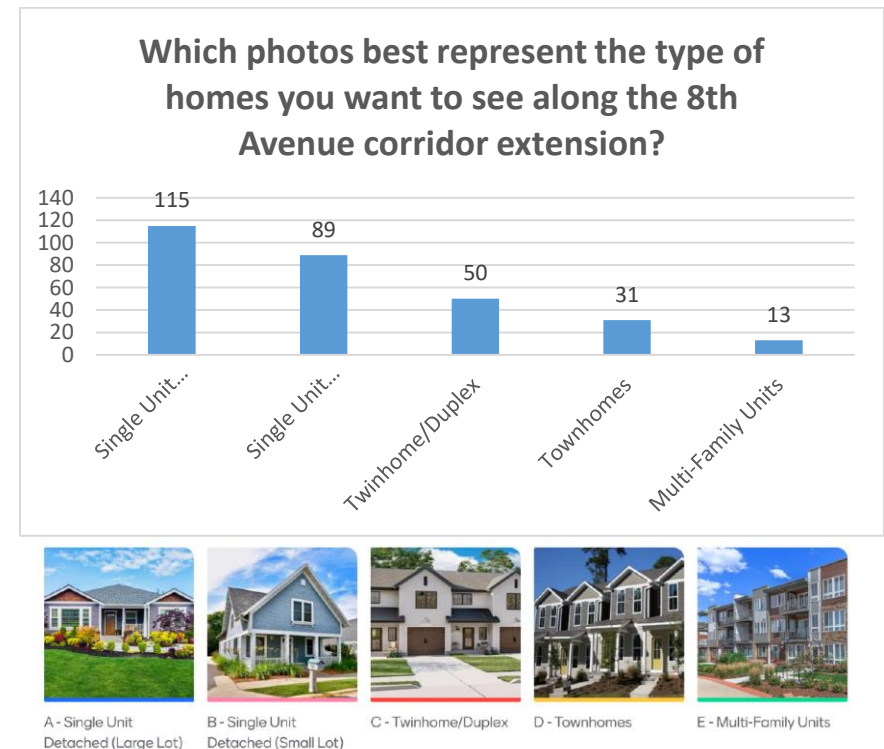 Which photos best represent the type of
homes you want to see along the 8th
Avenue corridor extension?
140
120
100
80
60
40
20
0
115
89
50
31
13
Single Unit...
Single Unit...
Twinhome/Duplex
Townhomes
Multi-Family Units
A - Single Unit
Detached (Large Lot)
B - Single Unit
Detached (Small Lot)
C - Twinhome/Duplex
D - Townhomes
E - Multi-Family Units